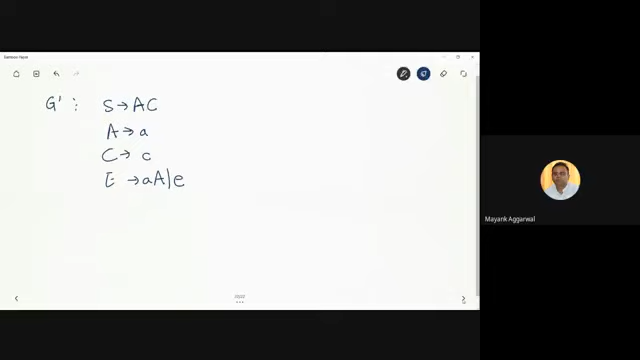 G' : S → AC
A → a
C → c
E → aA|e
Mayank Aggarwal